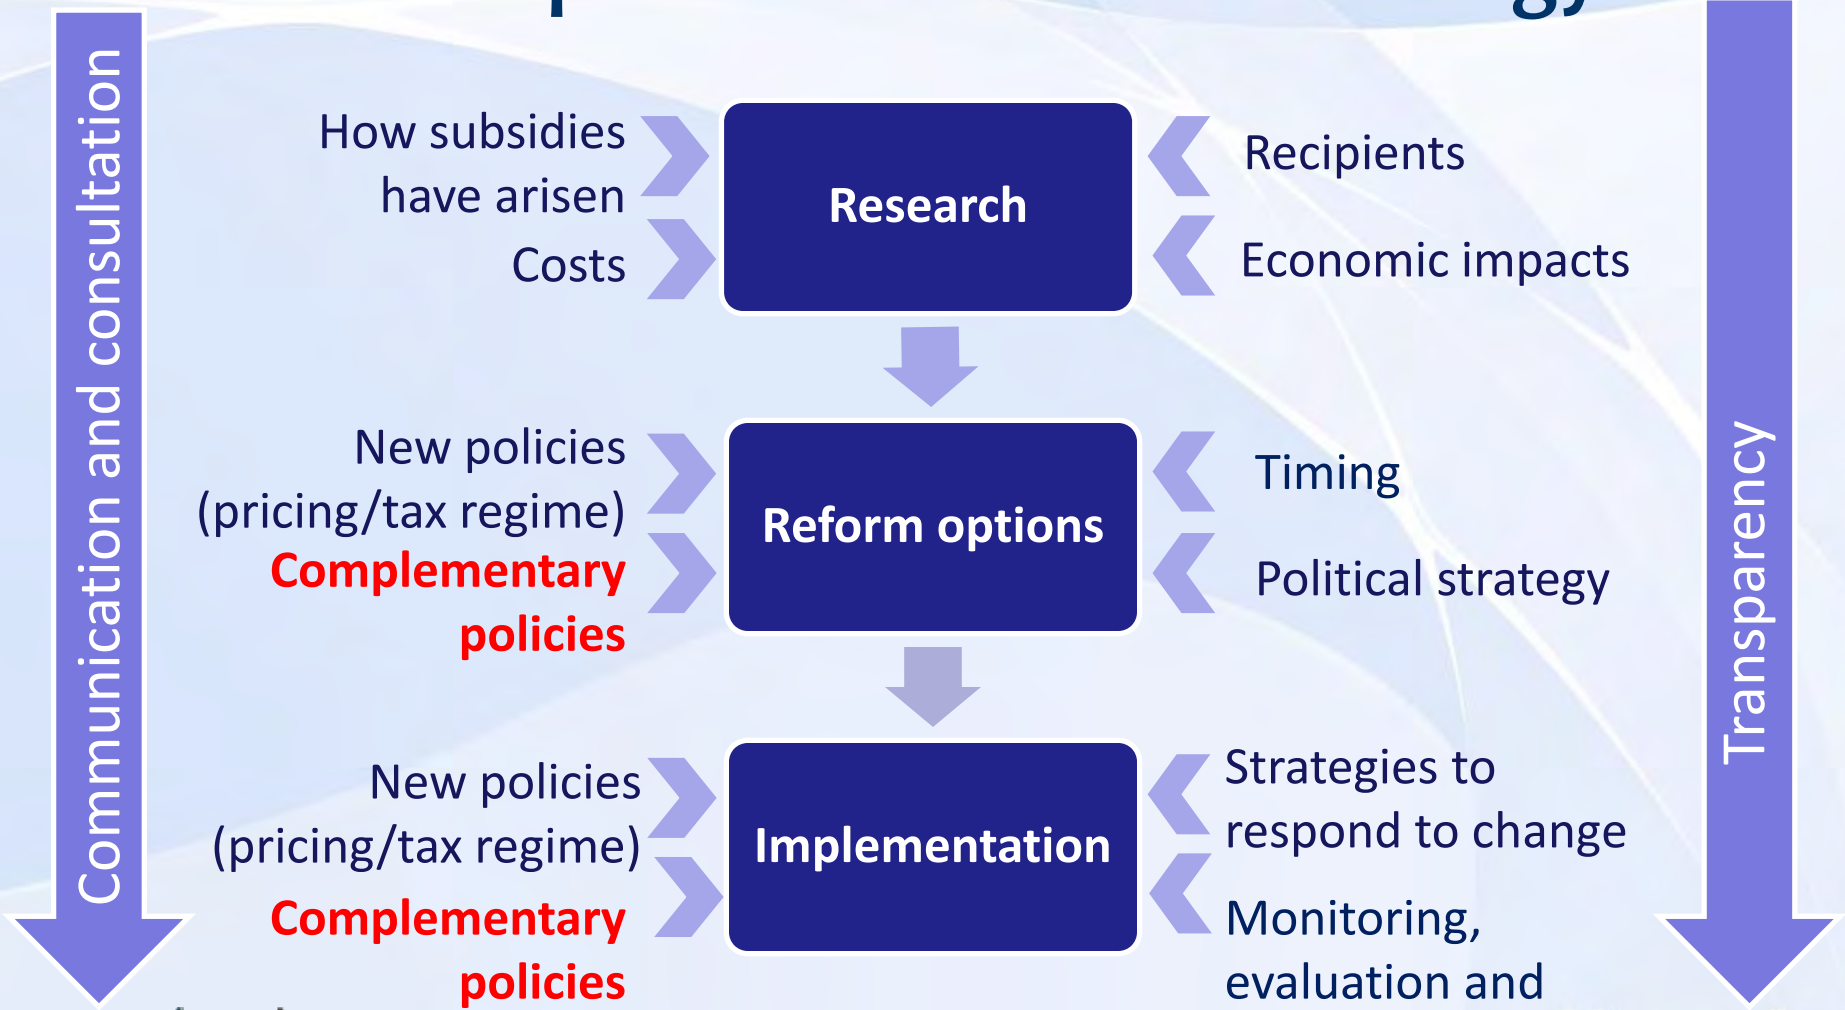 Communication and consultation
How subsidies
have arisen
Costs
Research
Recipients
Economic impacts
New policies
(pricing/tax regime)
Complementary
policies
Reform options
Timing
Political strategy
New policies
(pricing/tax regime)
Complementary
policies
Implementation
Strategies to
respond to change
Monitoring,
evaluation and
Transparency